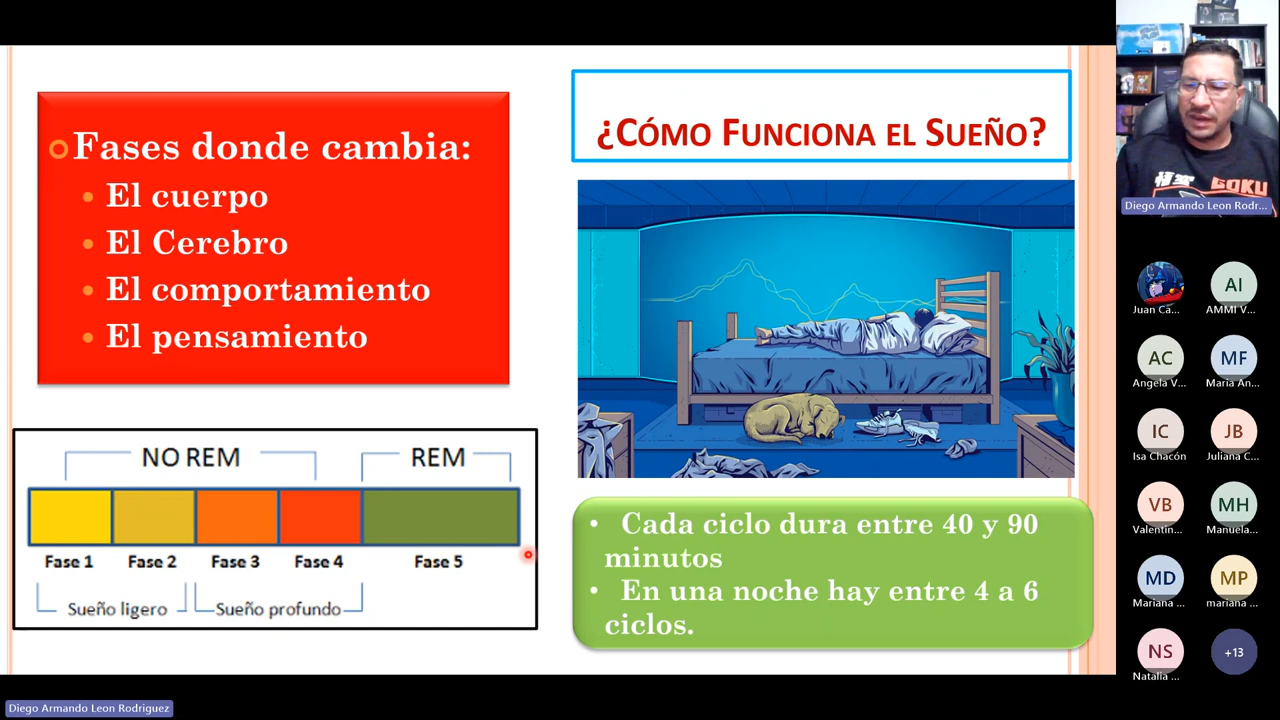 Fases donde cambia:
El cuerpo
El Cerebro
El comportamiento
El pensamiento
¿CÓMO FUNCIONA EL SUEÑO?
NO REM
REM
Fase 1
Fase 2
Fase 3
Fase 4
Fase 5
Sueño ligero
Sueño profundo
• Cada ciclo dura entre 40 y 90
minutos
• En una noche hay entre 4 a 6
ciclos.
GOKU
Diego Armando Leon Rodr...
Juan Ca...
AI
AMMI V...
AC
Angela V...
MF
Maria An...
IC
Isa Chacón
JB
Juliana C...
VB
Valentin...
MH
Manuela...
MD
Mariana ...
MP
mariana ...
NS
Natalia ...
+13
Diego Armando Leon Rodriguez